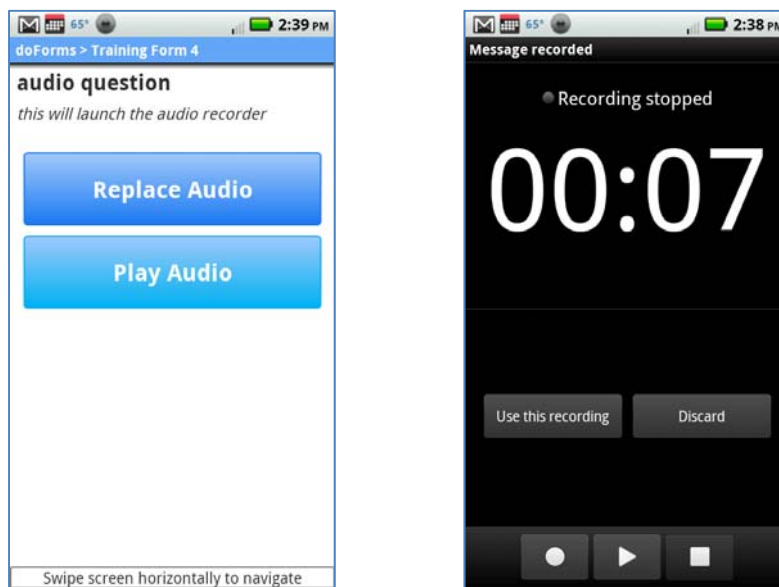 65° 2:39 PM
doForms > Training Form 4
audio question
this will launch the audio recorder
Replace Audio
Play Audio
Swipe screen horizontally to navigate
65° 2:38 PM
Message recorded
Recording stopped
00:07
Use this recording Discard